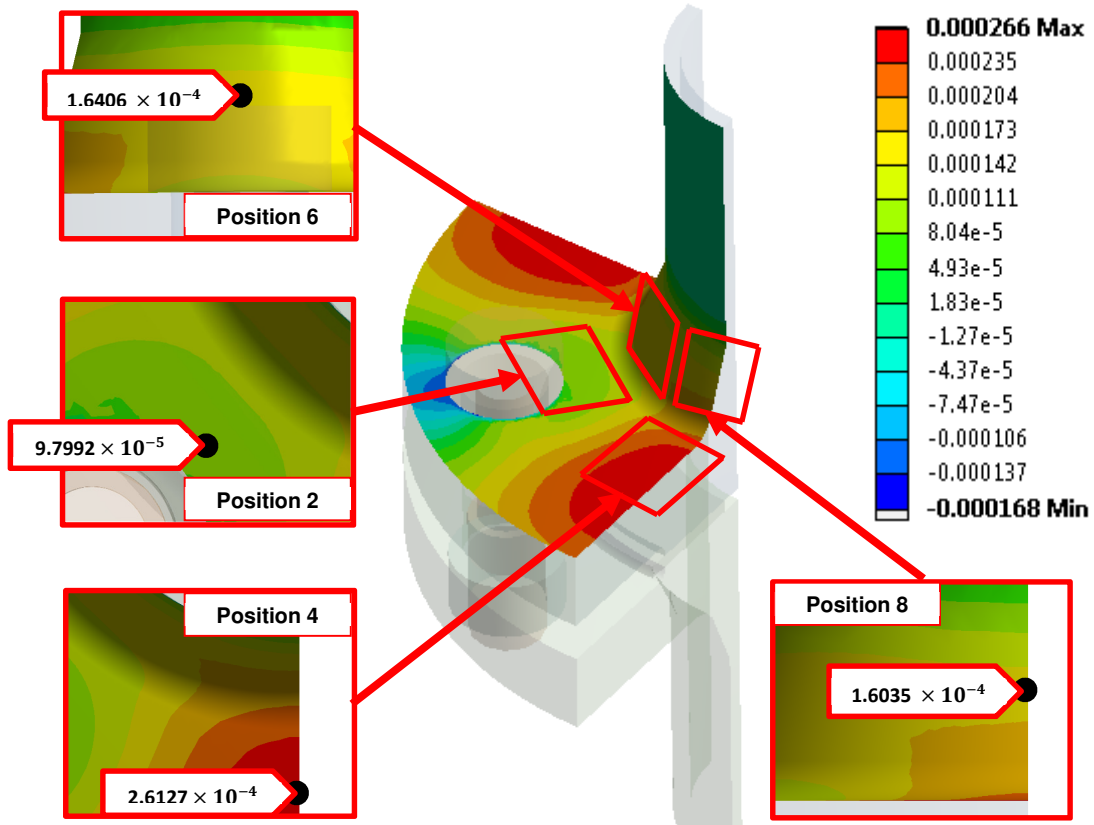 1.6406 × 10⁻⁴
Position 6
9.7992 × 10⁻⁵
Position 2
Position 4
2.6127 × 10⁻⁴
0.000266 Max
0.000235
0.000204
0.000173
0.000142
0.000111
8.04e-5
4.93e-5
1.83e-5
-1.27e-5
-4.37e-5
-7.47e-5
-0.000106
-0.000137
-0.000168 Min
Position 8
1.6035 × 10⁻⁴